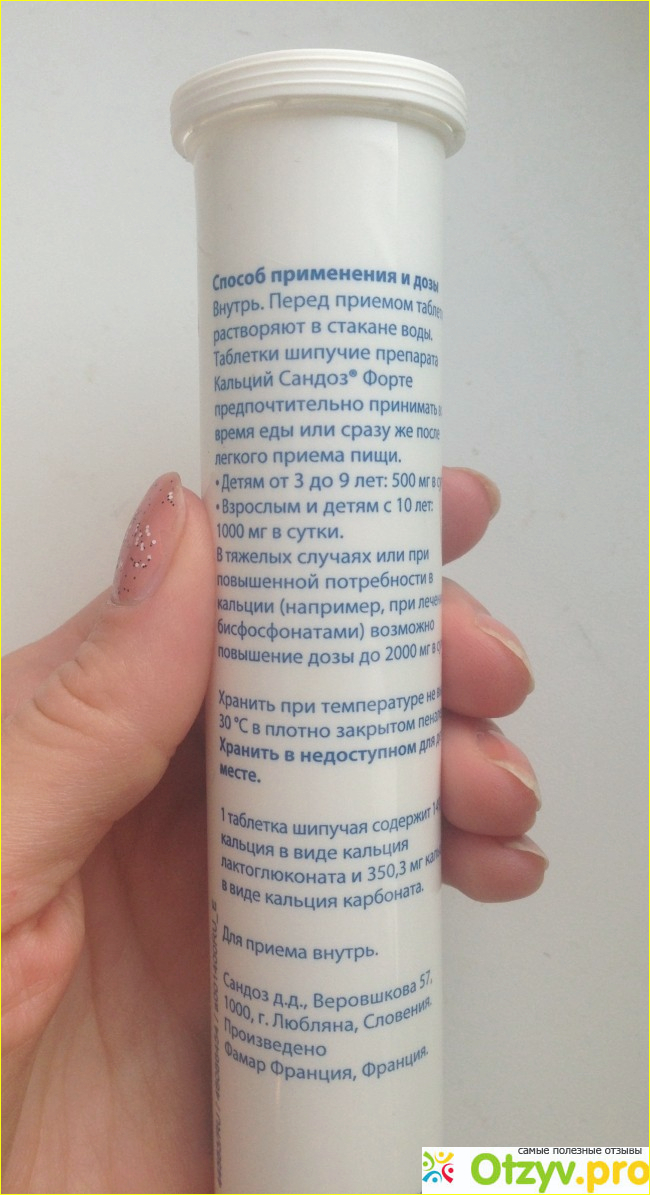 Способ применения и дозы
Внутрь. Перед приемом
растворяют в стакане воды.
Таблетки шипучие препарата
Кальций Сандоз® Форте
предпочтительно принимать в
время еды или сразу же после
легкого приема пищи.
• Детям от 3 до 9 лет: 500 мг в
• Взрослым и детям с 10 лет:
1000 мг в сутки.
В тяжелых случаях или при
повышенной потребности в
кальции (например, при
бисфосфонатами) возможно
повышение дозы до 2000 мг в
Хранить при температуре не
30 °C в плотно закрытом
Хранить в недоступном для
месте.
1 таблетка шипучая содержит
кальция в виде кальция
лактоглюконата и 350,3 мг
в виде кальция карбоната.
Для приема внутрь.
Сандоз д.д., Веровшкова 57,
1000, г. Любляна, Словения.
Произведено
Фамар Франция, Франция.
самые полезные отзывы
Otzyv.pro